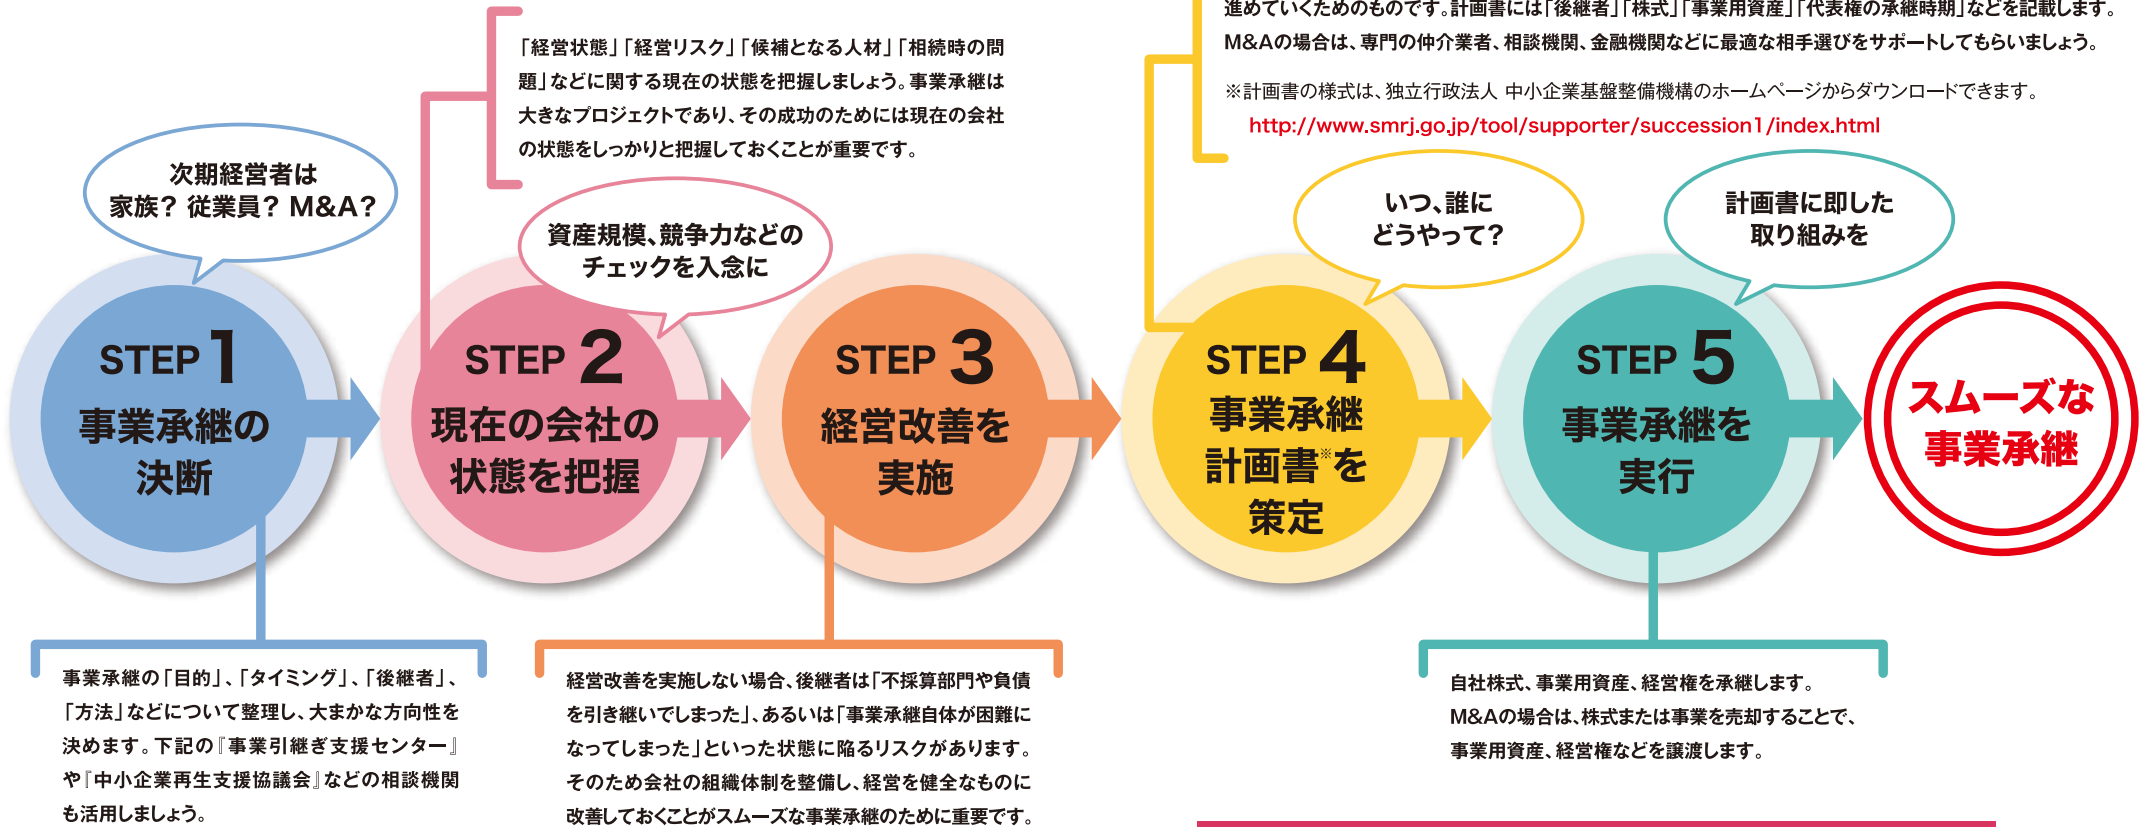 進めていくためのものです。計画書には「後継者」「株式」「事業用資産」「代表権の承継時期」などを記載します。
M&Aの場合は、専門の仲介業者、相談機関、金融機関などに最適な相手選びをサポートしてもらいましょう。
※計画書の様式は、独立行政法人 中小企業基盤整備機構のホームページからダウンロードできます。
http://www.smrj.go.jp/tool/supporter/succession1/index.html
「経営状態」「経営リスク」「候補となる人材」「相続時の問
題」などに関する現在の状態を把握しましょう。事業承継は
大きなプロジェクトであり、その成功のためには現在の会社
の状態をしっかりと把握しておくことが重要です。
次期経営者は
家族？ 従業員？ M&A？
STEP 1
事業承継の
決断
事業承継の「目的」、「タイミング」、「後継者」、
「方法」などについて整理し、大まかな方向性を
決めます。下記の『事業引継ぎ支援センター』
や『中小企業再生支援協議会』などの相談機関
も活用しましょう。
資産規模、競争力などの
チェックを入念に
STEP 2
現在の会社の
状態を把握
STEP 3
経営改善を
実施
経営改善を実施しない場合、後継者は「不採算部門や負債
を引き継いでしまった」、あるいは「事業承継自体が困難に
なってしまった」といった状態に陥るリスクがあります。
そのため会社の組織体制を整備し、経営を健全なものに
改善しておくことがスムーズな事業承継のために重要です。
いつ、誰に
どうやって？
STEP 4
事業承継
計画書※を
策定
計画書に即した
取り組みを
STEP 5
事業承継を
実行
自社株式、事業用資産、経営権を承継します。
M&Aの場合は、株式または事業を売却することで、
事業用資産、経営権などを譲渡します。
スムーズな
事業承継